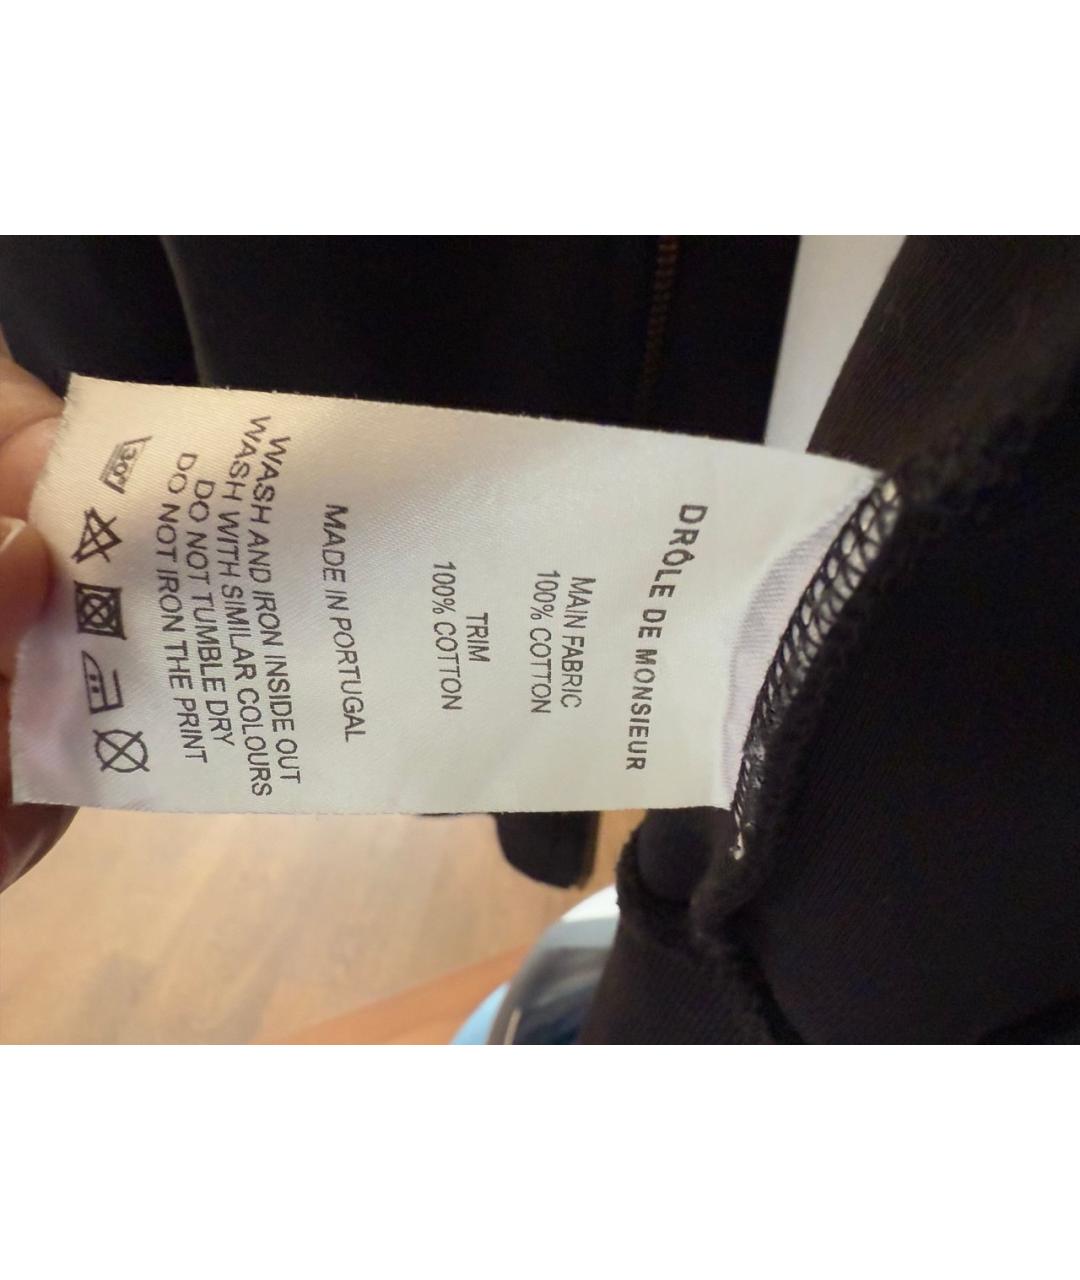 DRÔLE DE MONSIEUR
MAIN FABRIC
100% COTTON
TRIM
100% COTTON
MADE IN PORTUGAL
WASH AND IRON INSIDE OUT
WASH WITH SIMILAR COLOURS
DO NOT TUMBLE DRY
DO NOT IRON THE PRINT
30°